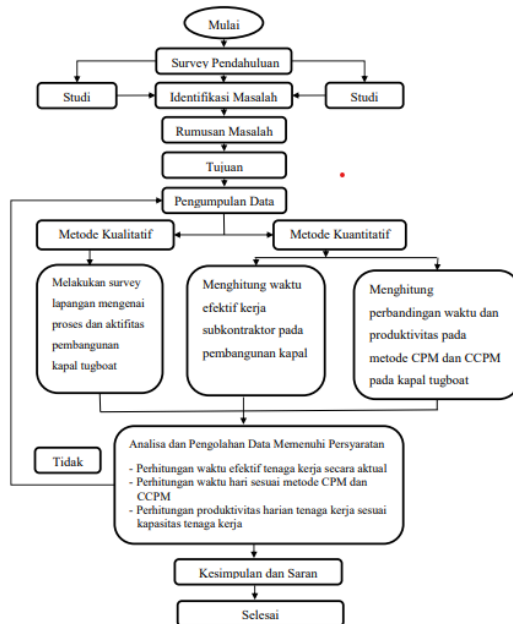 Mulai
Survey Pendahuluan
Studi
Identifikasi Masalah
Studi
Rumusan Masalah
Tujuan
Pengumpulan Data
Metode Kualitatif
Metode Kuantitatif
Melakukan survey
lapangan mengenai
proses dan aktifitas
pembangunan
kapal tugboat
Menghitung waktu
efektif kerja
subkontraktor pada
pembangunan kapal
Menghitung
perbandingan waktu dan
produktivitas pada
metode CPM dan CCPM
pada kapal tugboat
Tidak
Analisa dan Pengolahan Data Memenuhi Persyaratan
- Perhitungan waktu efektif tenaga kerja secara aktual
- Perhitungan waktu hari sesuai metode CPM dan
CCPM
- Perhitungan produktivitas harian tenaga kerja sesuai
kapasitas tenaga kerja
Kesimpulan dan Saran
Selesai